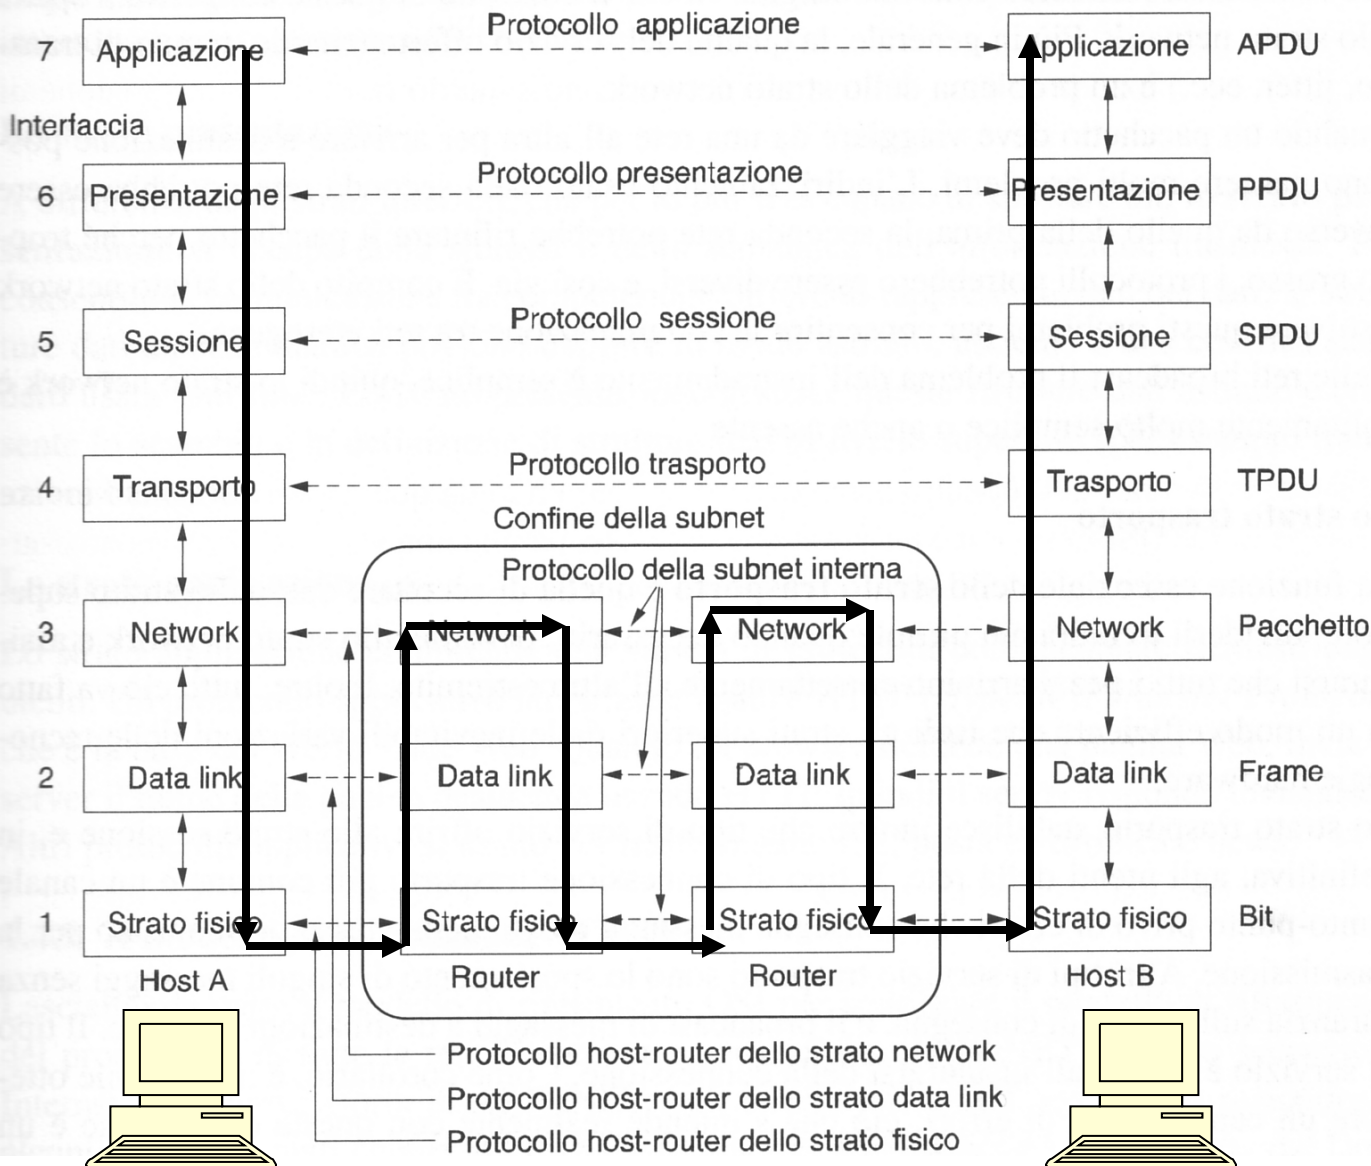 Protocollo applicazione
7 Applicazione Applicazione APDU
Interfaccia
Protocollo presentazione
6 Presentazione Presentazione PPDU
Protocollo sessione
5 Sessione Sessione SPDU
Protocollo trasporto
4 Transporto Trasporto TPDU
Confine della subnet
Protocollo della subnet interna
3 Network Network Network Network Pacchetto
2 Data link Data link Data link Data link Frame
1 Strato fisico Strato fisico Strato fisico Strato fisico Bit
Host A Router Router Host B
Protocollo host-router dello strato network
Protocollo host-router dello strato data link
Protocollo host-router dello strato fisico